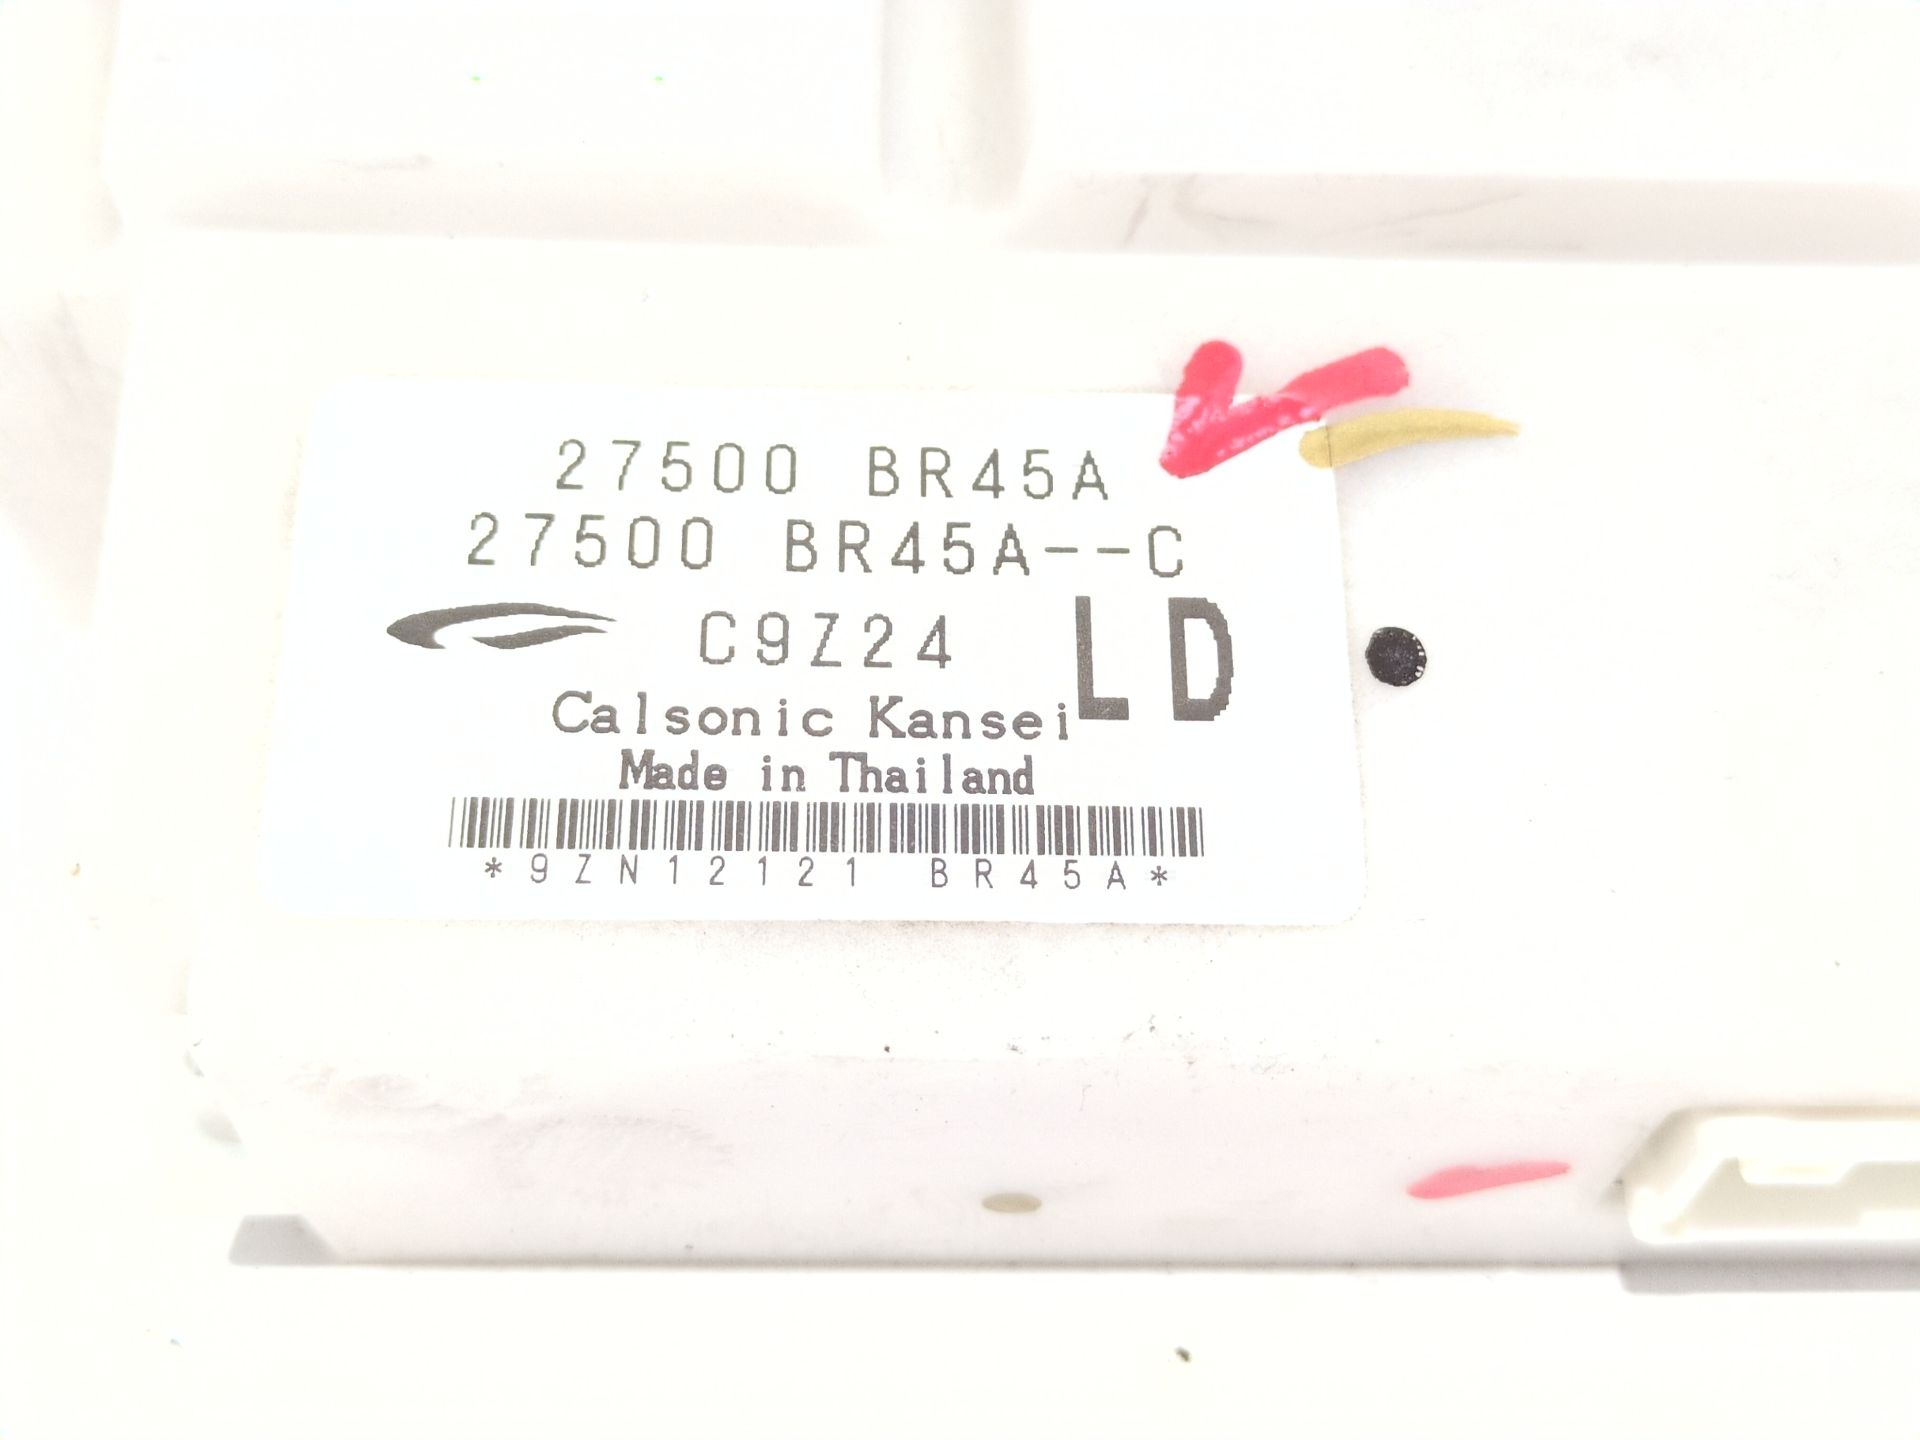 27500 BR45A
27500 BR45A--C
C9Z24 LD
Calsonic Kansei
Made in Thailand
*9ZN12121 BR45A*